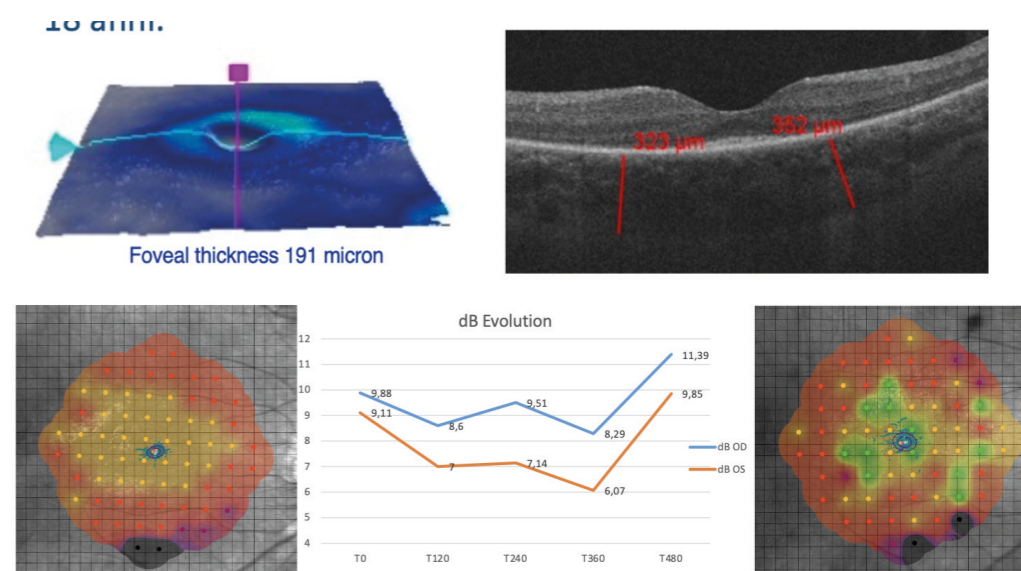 18 anni.
Foveal thickness 191 micron
323 µm
352 µm
dB Evolution
12
11
10
9
8
7
6
5
4
9,88
8,6
9,51
8,29
11,39
9,11
7
7,14
6,07
9,85
dB OD
dB OS
T0
T120
T240
T360
T480